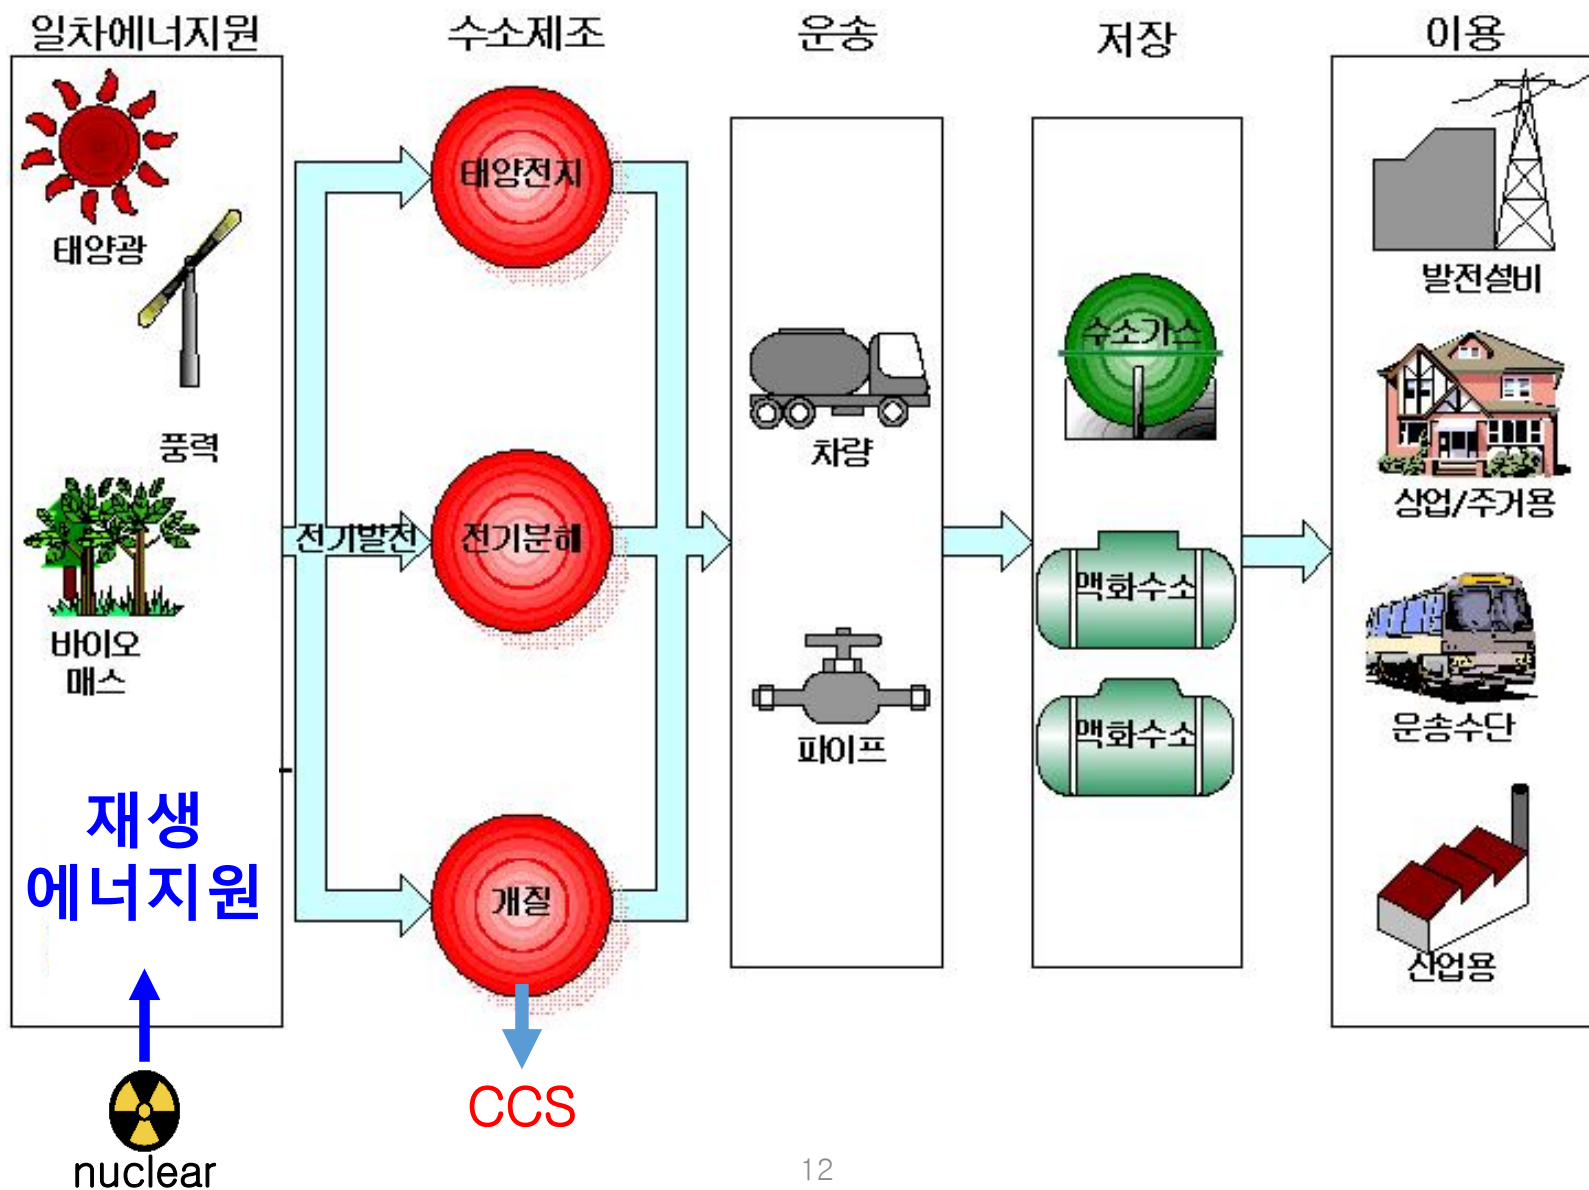 일차에너지원
수소제조
운송
저장
이용
태양광
풍력
바이오
매스
재생
에너지원
nuclear
전기발전
태양전지
전기분해
개질
CCS
차량
파이프
수소가스
액화수소
액화수소
발전설비
상업/주거용
운송수단
산업용
12